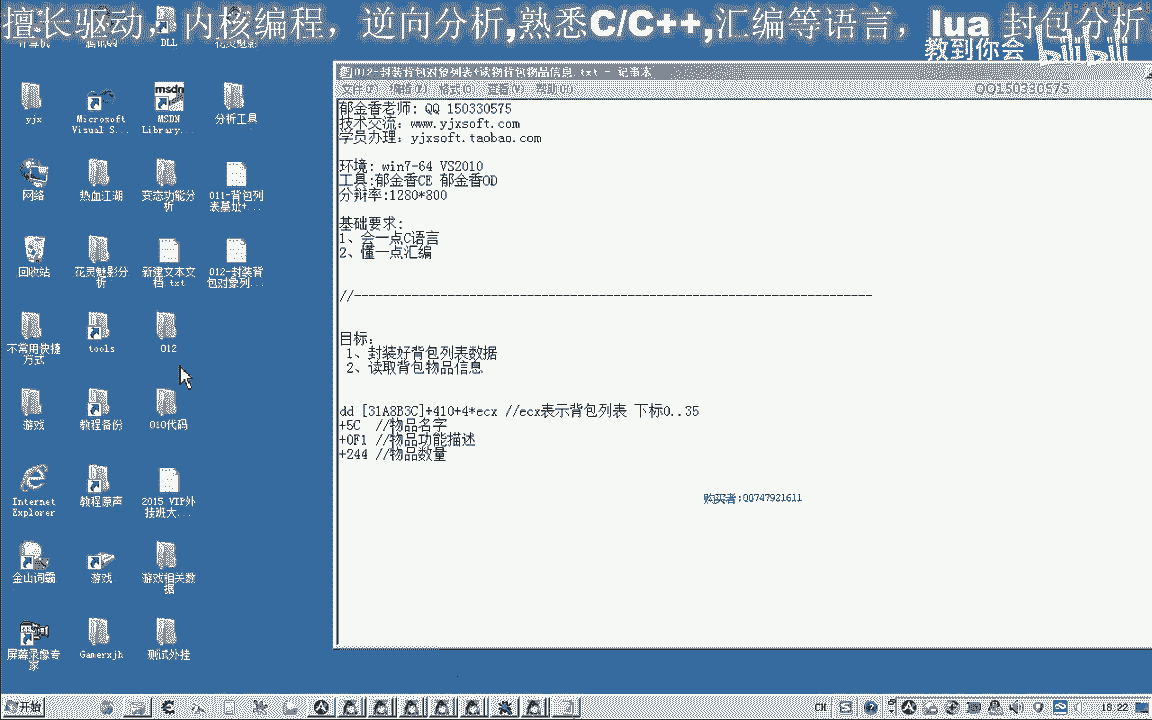 擅长驱动，内核编程，逆向分析,熟悉C/C++,汇编等语言，lua 封包分析
教到你会 bilibili
DLL
012-封装背包对象列表+读物背包物品信息.txt - 记事本
文件(F) 编辑(E) 格式(O) 查看(V) 帮助(H)
QQ150330575
郁金香老师: QQ 150330575
技术交流: www.yjxsoft.com
学员办理: yjxsoft.taobao.com
环境: win7-64 VS2010
工具:郁金香CE 郁金香OD
分辩率:1280*800
基础要求:
1、会一点C语言
2、懂一点汇编
//-----------------------------------------------------------------------
目标:
1、封装好背包列表数据
2、读取背包物品信息
dd [31A8B3C]+410+4*ecx //ecx表示背包列表 下标0..35
+5C //物品名字
+0F1 //物品功能描述
+244 //物品数量
购买者:QQ747921611
yjx
Microsoft Visual S...
MSDN Library...
分析工具
网络
热血江湖
变态功能分析
011-背包列表基址+...
回收站
花灵魅影分析
新建文本文档.txt
012-封装背包对象列...
不常用快捷方式
tools
012
游戏
教程备份
010代码
Internet Explorer
教程原声
2015 VIP外挂班大...
金山词霸
游戏
游戏相关数据
屏幕录像专家
Gamerxjh
测试外挂
开始
CH
18:22